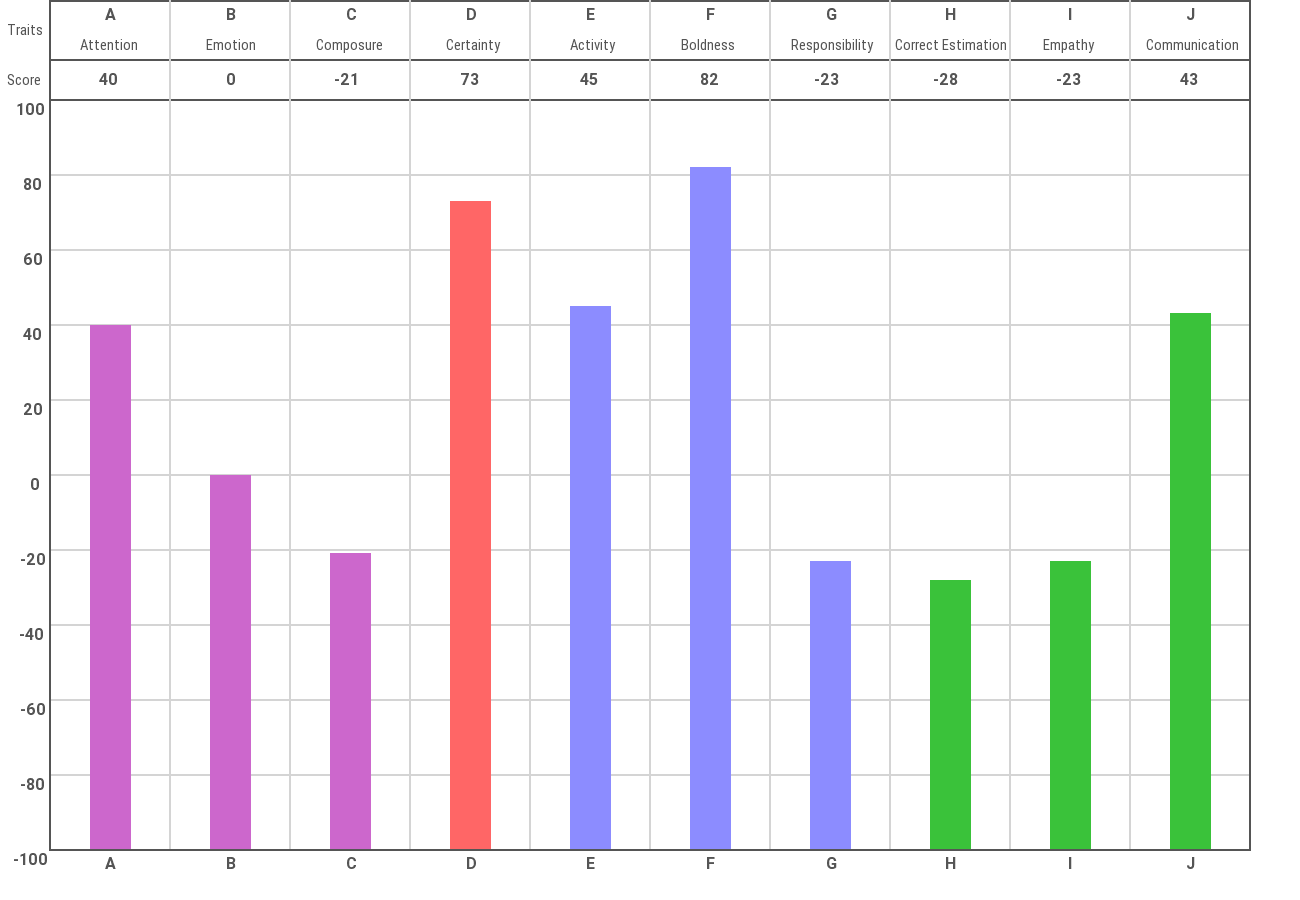 A B C D E F G H I J
Traits
Attention Emotion Composure Certainty Activity Boldness Responsibility Correct Estimation Empathy Communication
Score 40 0 -21 73 45 82 -23 -28 -23 43
100
80
60
40
20
0
-20
-40
-60
-80
-100
A B C D E F G H I J